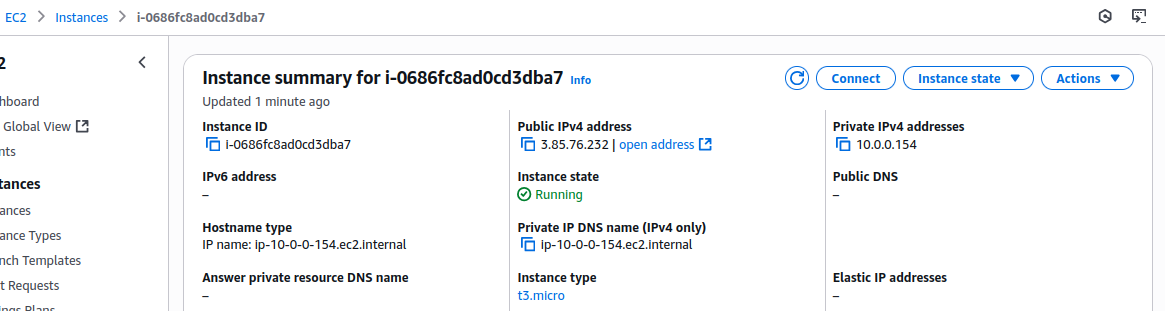 EC2 > Instances > i-0686fc8ad0cd3dba7
2
hboard
Global View
nts
tances
ances
ance Types
nch Templates
t Requests
ings Plans
Instance summary for i-0686fc8ad0cd3dba7 Info
Connect
Instance state
Actions
Updated 1 minute ago
Instance ID
i-0686fc8ad0cd3dba7
Public IPv4 address
3.85.76.232 | open address
Private IPv4 addresses
10.0.0.154
IPv6 address
–
Instance state
Running
Public DNS
–
Hostname type
IP name: ip-10-0-0-154.ec2.internal
Private IP DNS name (IPv4 only)
ip-10-0-0-154.ec2.internal
Answer private resource DNS name
–
Instance type
t3.micro
Elastic IP addresses
–